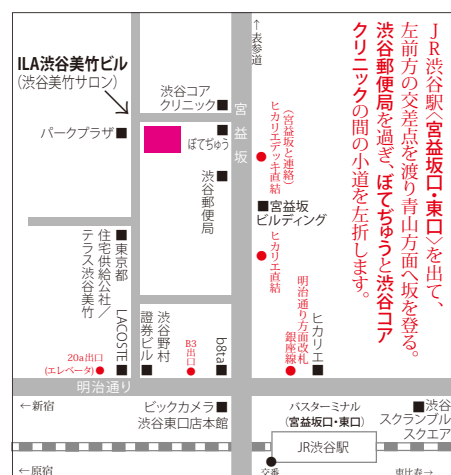 JR渋谷駅〈宮益坂口・東口〉を出て、
左前方の交差点を渡り青山方面へ坂を登る。
渋谷郵便局を過ぎ、ぼてぢゅうと渋谷コア
クリニックの間の小道を左折します。
ILA渋谷美竹ビル
(渋谷美竹サロン)
パークプラザ
渋谷コア
クリニック
ぼてぢゅう
渋谷郵便局
宮益坂
↑表参道
(宮益坂と連絡)
ヒカリエデッキ直結
宮益坂
ビルディング
ヒカリエ直結
明治通り方面改札
銀座線
ヒカリエ
東京都
住宅供給公社/
テラス渋谷美竹
LACOSTE
20a出口
(エレベータ)
渋谷野村
證券ビル
B3
出口
b8ta
明治通り
←新宿
ビックカメラ
渋谷東口店本館
バスターミナル
(宮益坂口・東口)
渋谷
スクランブル
スクエア
JR渋谷駅
←原宿
交番
恵比寿→